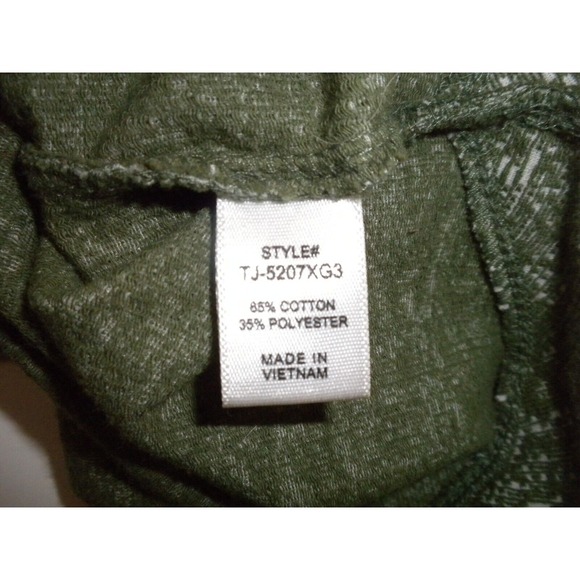 STYLE#
TJ-5207XG3
65% COTTON
35% POLYESTER
MADE IN
VIETNAM